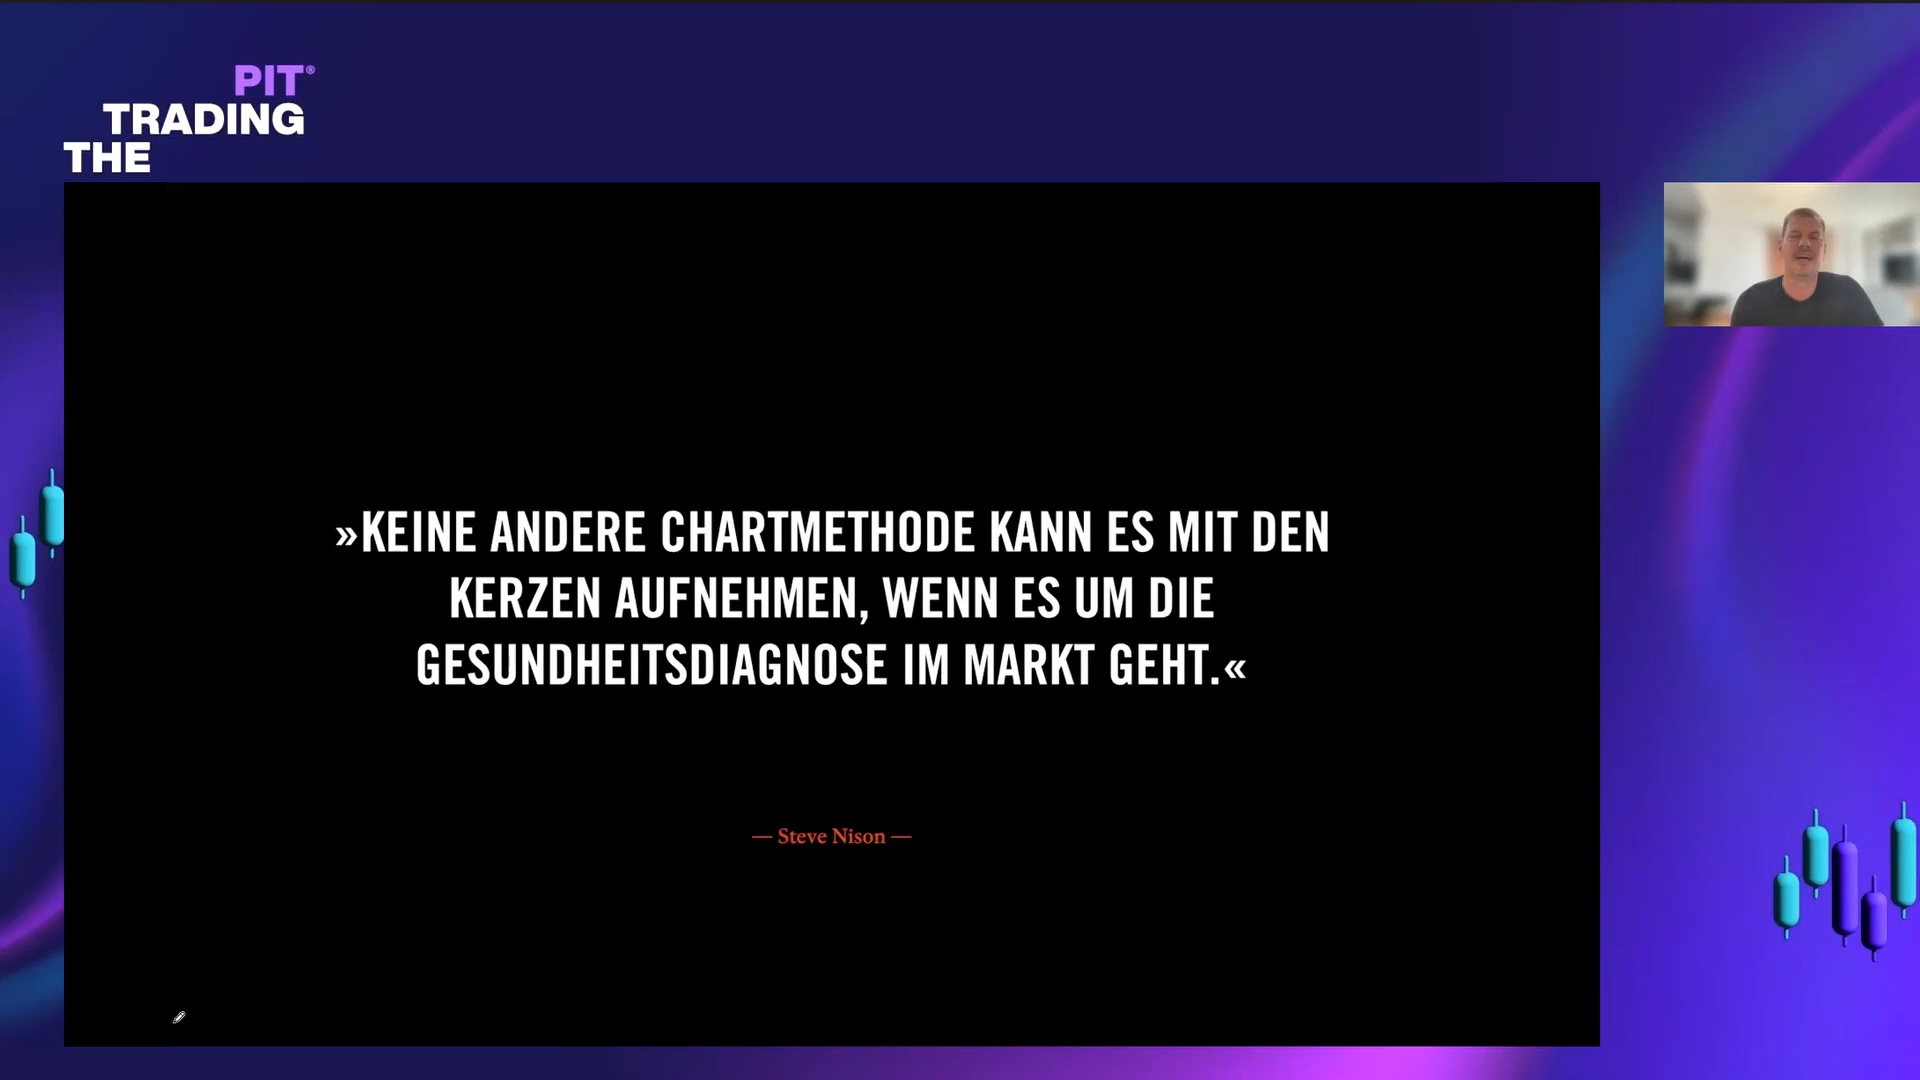 PIT®
TRADING
THE
»KEINE ANDERE CHARTMETHODE KANN ES MIT DEN
KERZEN AUFNEHMEN, WENN ES UM DIE
GESUNDHEITSDIAGNOSE IM MARKT GEHT.«
— Steve Nison —